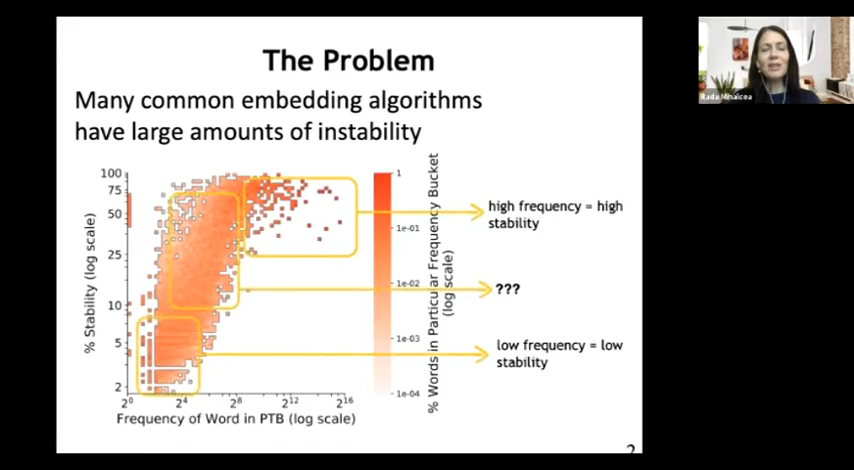 The Problem
Many common embedding algorithms
have large amounts of instability
% Stability (log scale)
100
75
50
25
10
5
2
2^0
2^4
2^8
2^12
2^16
Frequency of Word in PTB (log scale)
1
1e-01
1e-02
1e-03
1e-04
% Words in Particular Frequency Bucket
(log scale)
high frequency = high
stability
???
low frequency = low
stability
2
Rada Mihalcea